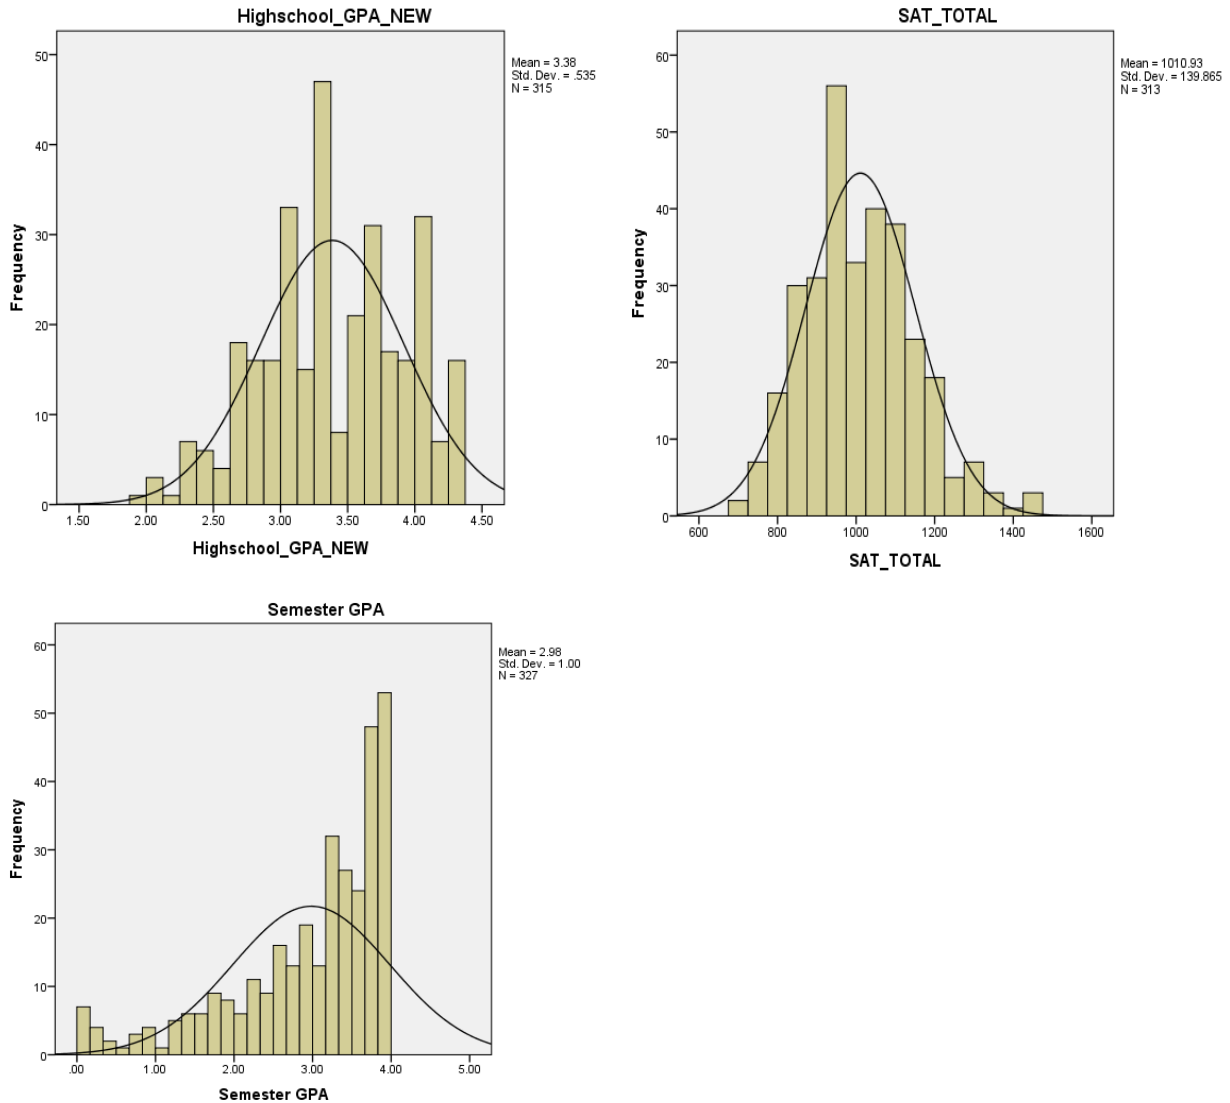 Highschool_GPA_NEW
50
40
30
20
10
0
Frequency
1.50 2.00 2.50 3.00 3.50 4.00 4.50
Highschool_GPA_NEW
Mean = 3.38
Std. Dev. = .535
N = 315
SAT_TOTAL
60
50
40
30
20
10
0
Frequency
600 800 1000 1200 1400 1600
SAT_TOTAL
Mean = 1010.93
Std. Dev. = 139.865
N = 313
Semester GPA
60
50
40
30
20
10
0
Frequency
.00 1.00 2.00 3.00 4.00 5.00
Semester GPA
Mean = 2.98
Std. Dev. = 1.00
N = 327